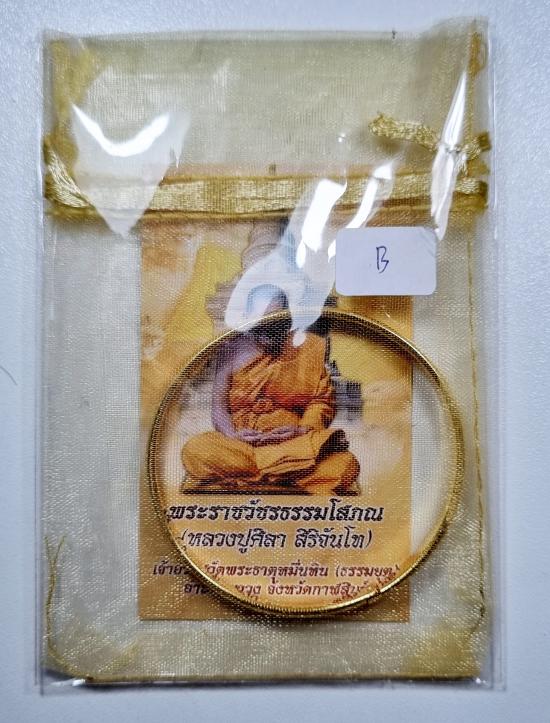 B
พระราชวัชรธรรมโสภณ
(หลวงปู่ศิลา สิริจันโท)
วัดพระธาตุหมื่นหิน (ธรรมยุต)
จังหวัดกาฬสินธุ์